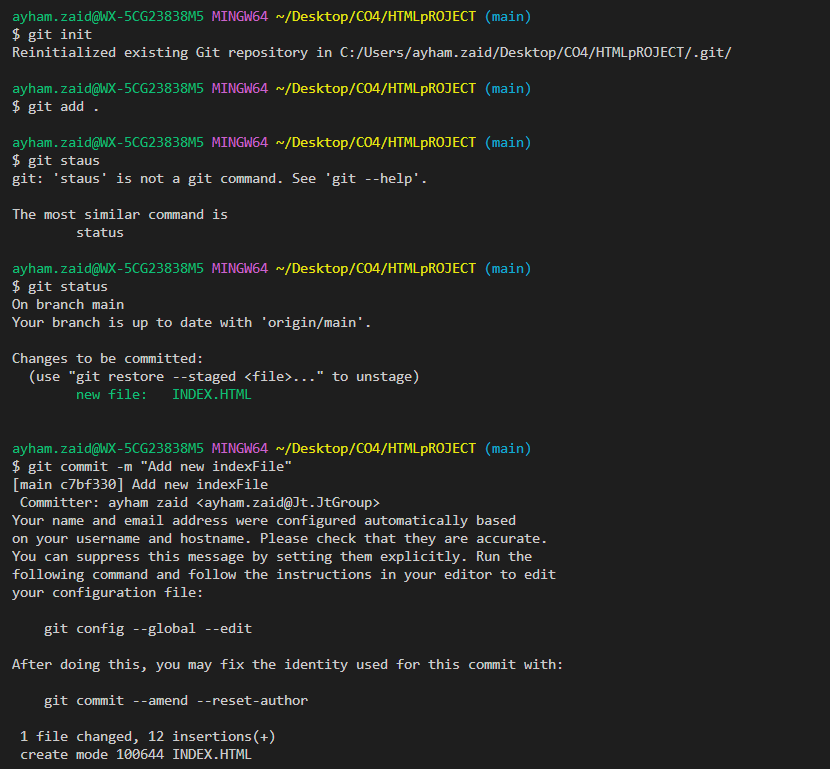 ayham.zaid@WX-5CG23838M5 MINGW64 ~/Desktop/CO4/HTMLpROJECT (main)
$ git init
Reinitialized existing Git repository in C:/Users/ayham.zaid/Desktop/CO4/HTMLpROJECT/.git/
ayham.zaid@WX-5CG23838M5 MINGW64 ~/Desktop/CO4/HTMLpROJECT (main)
$ git add .
ayham.zaid@WX-5CG23838M5 MINGW64 ~/Desktop/CO4/HTMLpROJECT (main)
$ git staus
git: 'staus' is not a git command. See 'git --help'.
The most similar command is
status
ayham.zaid@WX-5CG23838M5 MINGW64 ~/Desktop/CO4/HTMLpROJECT (main)
$ git status
On branch main
Your branch is up to date with 'origin/main'.
Changes to be committed:
(use "git restore --staged <file>..." to unstage)
new file:   INDEX.HTML
ayham.zaid@WX-5CG23838M5 MINGW64 ~/Desktop/CO4/HTMLpROJECT (main)
$ git commit -m "Add new indexFile"
[main c7bf330] Add new indexFile
Committer: ayham zaid <ayham.zaid@Jt.JtGroup>
Your name and email address were configured automatically based
on your username and hostname. Please check that they are accurate.
You can suppress this message by setting them explicitly. Run the
following command and follow the instructions in your editor to edit
your configuration file:
git config --global --edit
After doing this, you may fix the identity used for this commit with:
git commit --amend --reset-author
1 file changed, 12 insertions(+)
create mode 100644 INDEX.HTML